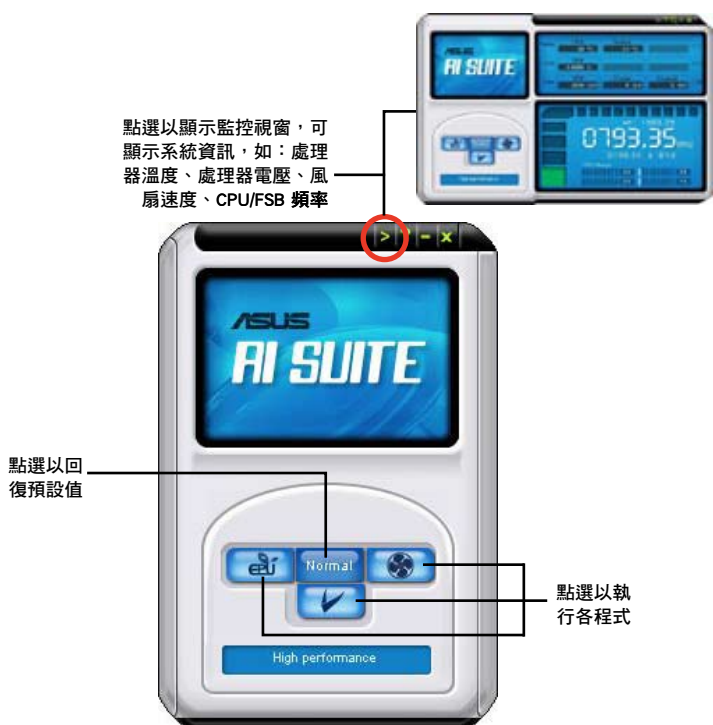 ASUS
AI SUITE
0793.35
點選以顯示監控視窗，可
顯示系統資訊，如：處理
器溫度、處理器電壓、風
扇速度、CPU/FSB 頻率
> ? - x
ASUS
AI SUITE
點選以回
復預設值
EPU
Normal
點選以執
行各程式
High performance